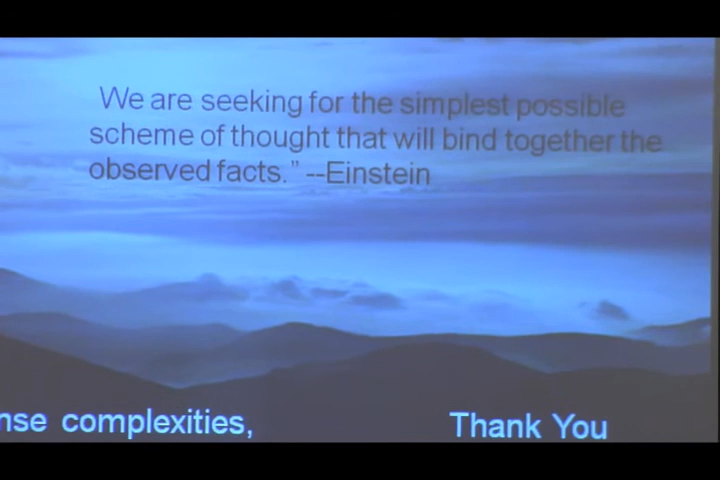 We are seeking for the simplest possible
scheme of thought that will bind together the
observed facts." --Einstein
complexities,
Thank You